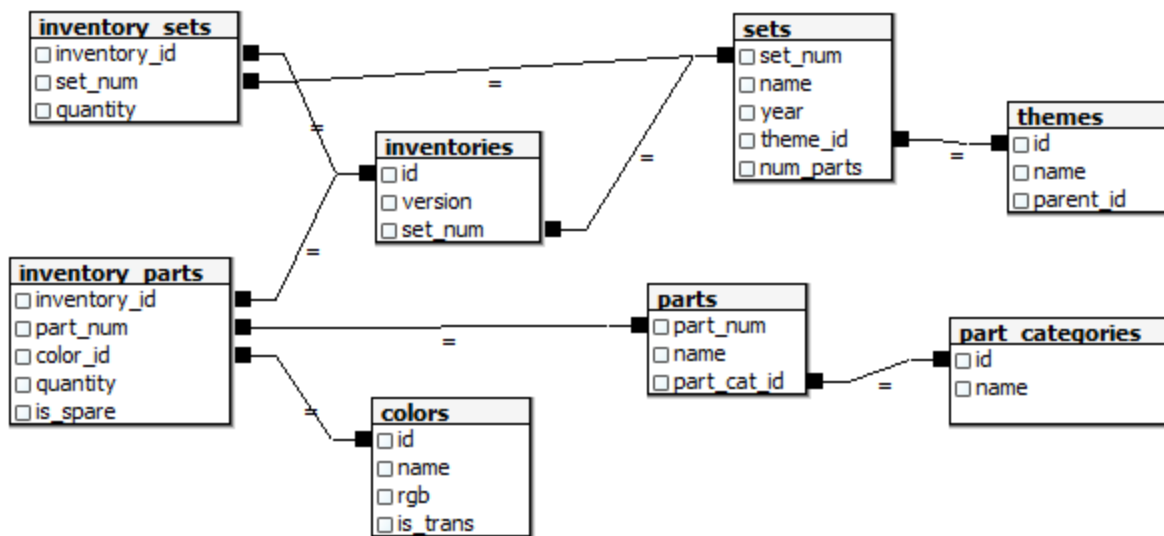 inventory_sets
inventory_id
set_num
quantity
sets
set_num
name
year
theme_id
num_parts
themes
id
name
parent_id
inventories
id
version
set_num
inventory_parts
inventory_id
part_num
color_id
quantity
is_spare
parts
part_num
name
part_cat_id
part_categories
id
name
colors
id
name
rgb
is_trans
=
=
=
=
=
=
=
=